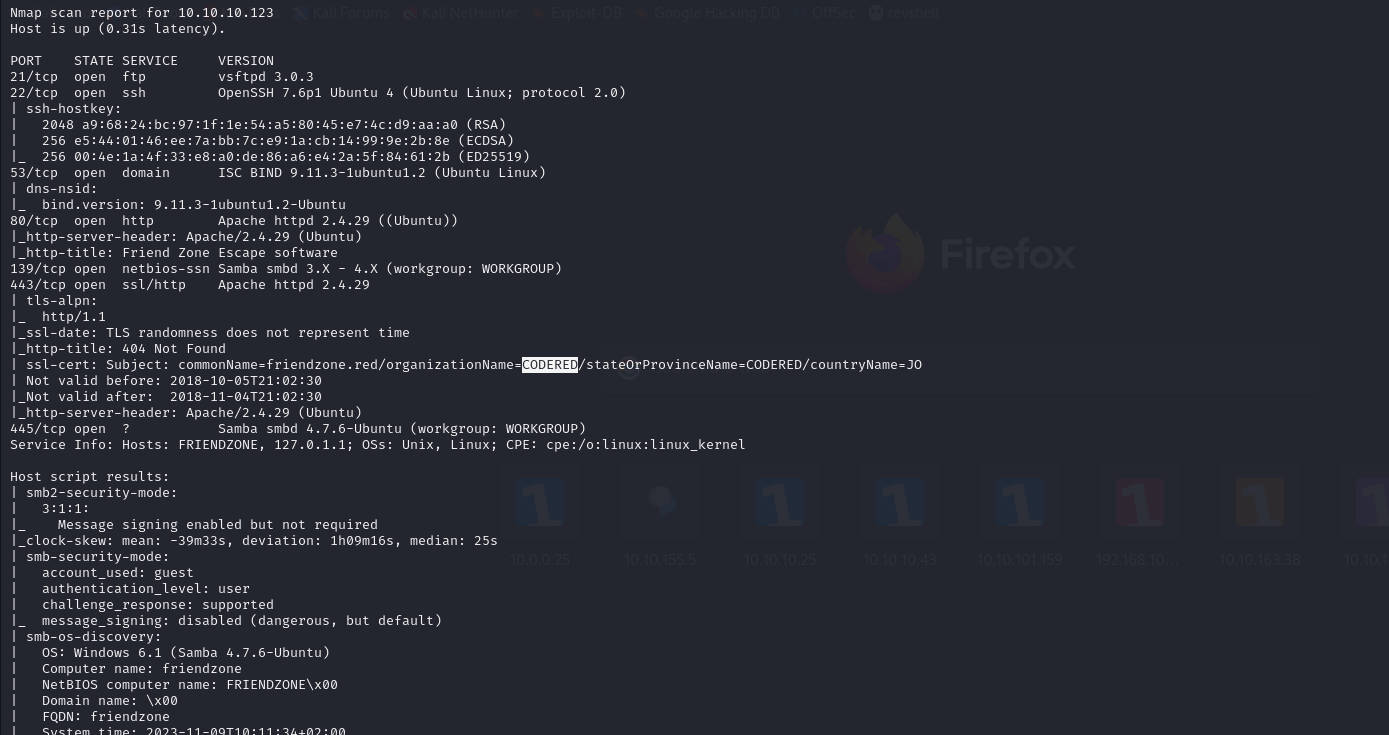 Kali Forums Kali NetHunter Exploit-DB Google Hacking DB OffSec revshell
Nmap scan report for 10.10.10.123
Host is up (0.31s latency).
PORT    STATE SERVICE     VERSION
21/tcp  open  ftp         vsftpd 3.0.3
22/tcp  open  ssh         OpenSSH 7.6p1 Ubuntu 4 (Ubuntu Linux; protocol 2.0)
| ssh-hostkey:
|   2048 a9:68:24:bc:97:1f:1e:54:a5:80:45:e7:4c:d9:aa:a0 (RSA)
|   256 e5:44:01:46:ee:7a:bb:7c:e9:1a:cb:14:99:9e:2b:8e (ECDSA)
|_  256 00:4e:1a:4f:33:e8:a0:de:86:a6:e4:2a:5f:84:61:2b (ED25519)
53/tcp  open  domain      ISC BIND 9.11.3-1ubuntu1.2 (Ubuntu Linux)
| dns-nsid:
|_  bind.version: 9.11.3-1ubuntu1.2-Ubuntu
80/tcp  open  http        Apache httpd 2.4.29 ((Ubuntu))
|_http-server-header: Apache/2.4.29 (Ubuntu)
|_http-title: Friend Zone Escape software
Firefox
139/tcp open  netbios-ssn Samba smbd 3.X - 4.X (workgroup: WORKGROUP)
443/tcp open  ssl/http    Apache httpd 2.4.29
| tls-alpn:
|_  http/1.1
|_ssl-date: TLS randomness does not represent time
|_http-title: 404 Not Found
| ssl-cert: Subject: commonName=friendzone.red/organizationName=CODERED/stateOrProvinceName=CODERED/countryName=JO
| Not valid before: 2018-10-05T21:02:30
|_Not valid after:  2018-11-04T21:02:30
|_http-server-header: Apache/2.4.29 (Ubuntu)
445/tcp open  ?           Samba smbd 4.7.6-Ubuntu (workgroup: WORKGROUP)
Service Info: Hosts: FRIENDZONE, 127.0.1.1; OSs: Unix, Linux; CPE: cpe:/o:linux:linux_kernel
Host script results:
| smb2-security-mode:
|   3:1:1:
|_    Message signing enabled but not required
|_clock-skew: mean: -39m33s, deviation: 1h09m16s, median: 25s
| smb-security-mode:
|   account_used: guest
10.0.0.25 10.10.155.5 10.10.10.25 10.10.10.43 10.10.101.159 192.168.10... 10.10.163.38
|   authentication_level: user
|   challenge_response: supported
|_  message_signing: disabled (dangerous, but default)
| smb-os-discovery:
|   OS: Windows 6.1 (Samba 4.7.6-Ubuntu)
|   Computer name: friendzone
|   NetBIOS computer name: FRIENDZONE\x00
|   Domain name: \x00
|   FQDN: friendzone
|   System time: 2023-11-09T10:11:34+02:00